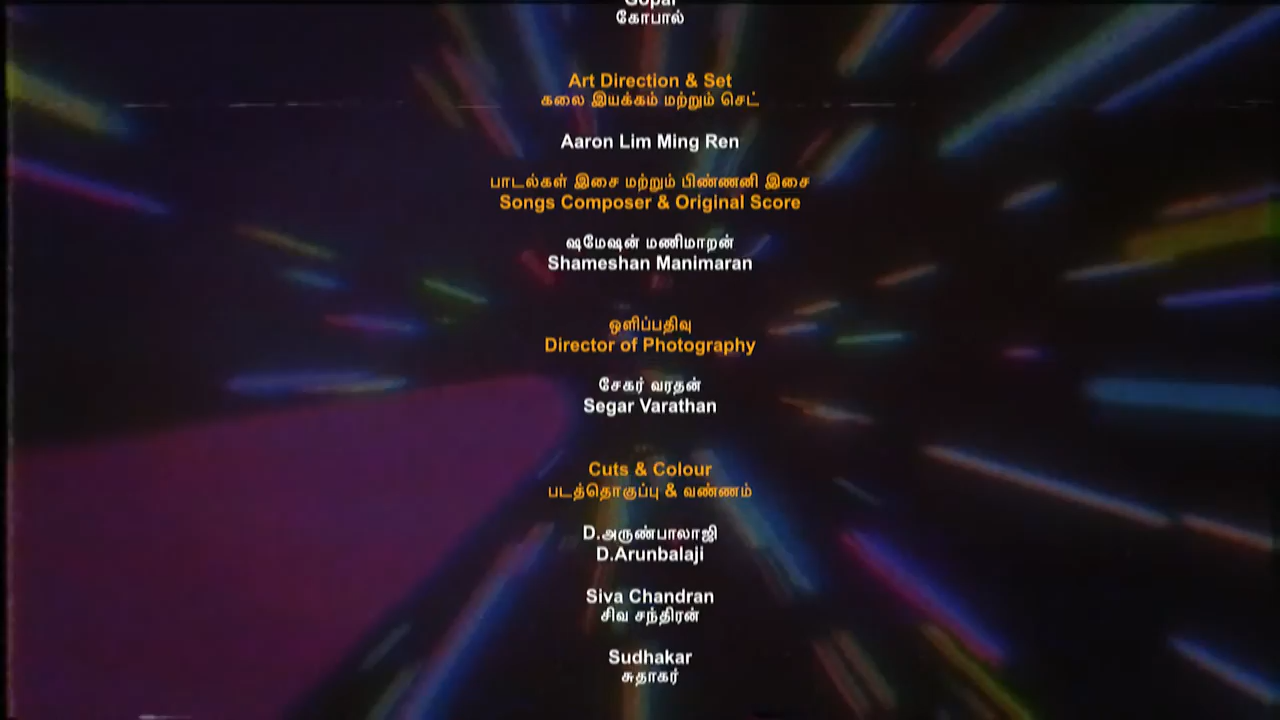 Gopal
கோபால்
Art Direction & Set
கலை இயக்கம் மற்றும் செட்
Aaron Lim Ming Ren
பாடல்கள் இசை மற்றும் பிண்ணனி இசை
Songs Composer & Original Score
ஷமேஷன் மணிமாறன்
Shameshan Manimaran
ஒளிப்பதிவு
Director of Photography
சேகர் வரதன்
Segar Varathan
Cuts & Colour
படத்தொகுப்பு & வண்ணம்
D.அருண்பாலாஜி
D.Arunbalaji
Siva Chandran
சிவ சந்திரன்
Sudhakar
சுதாகர்